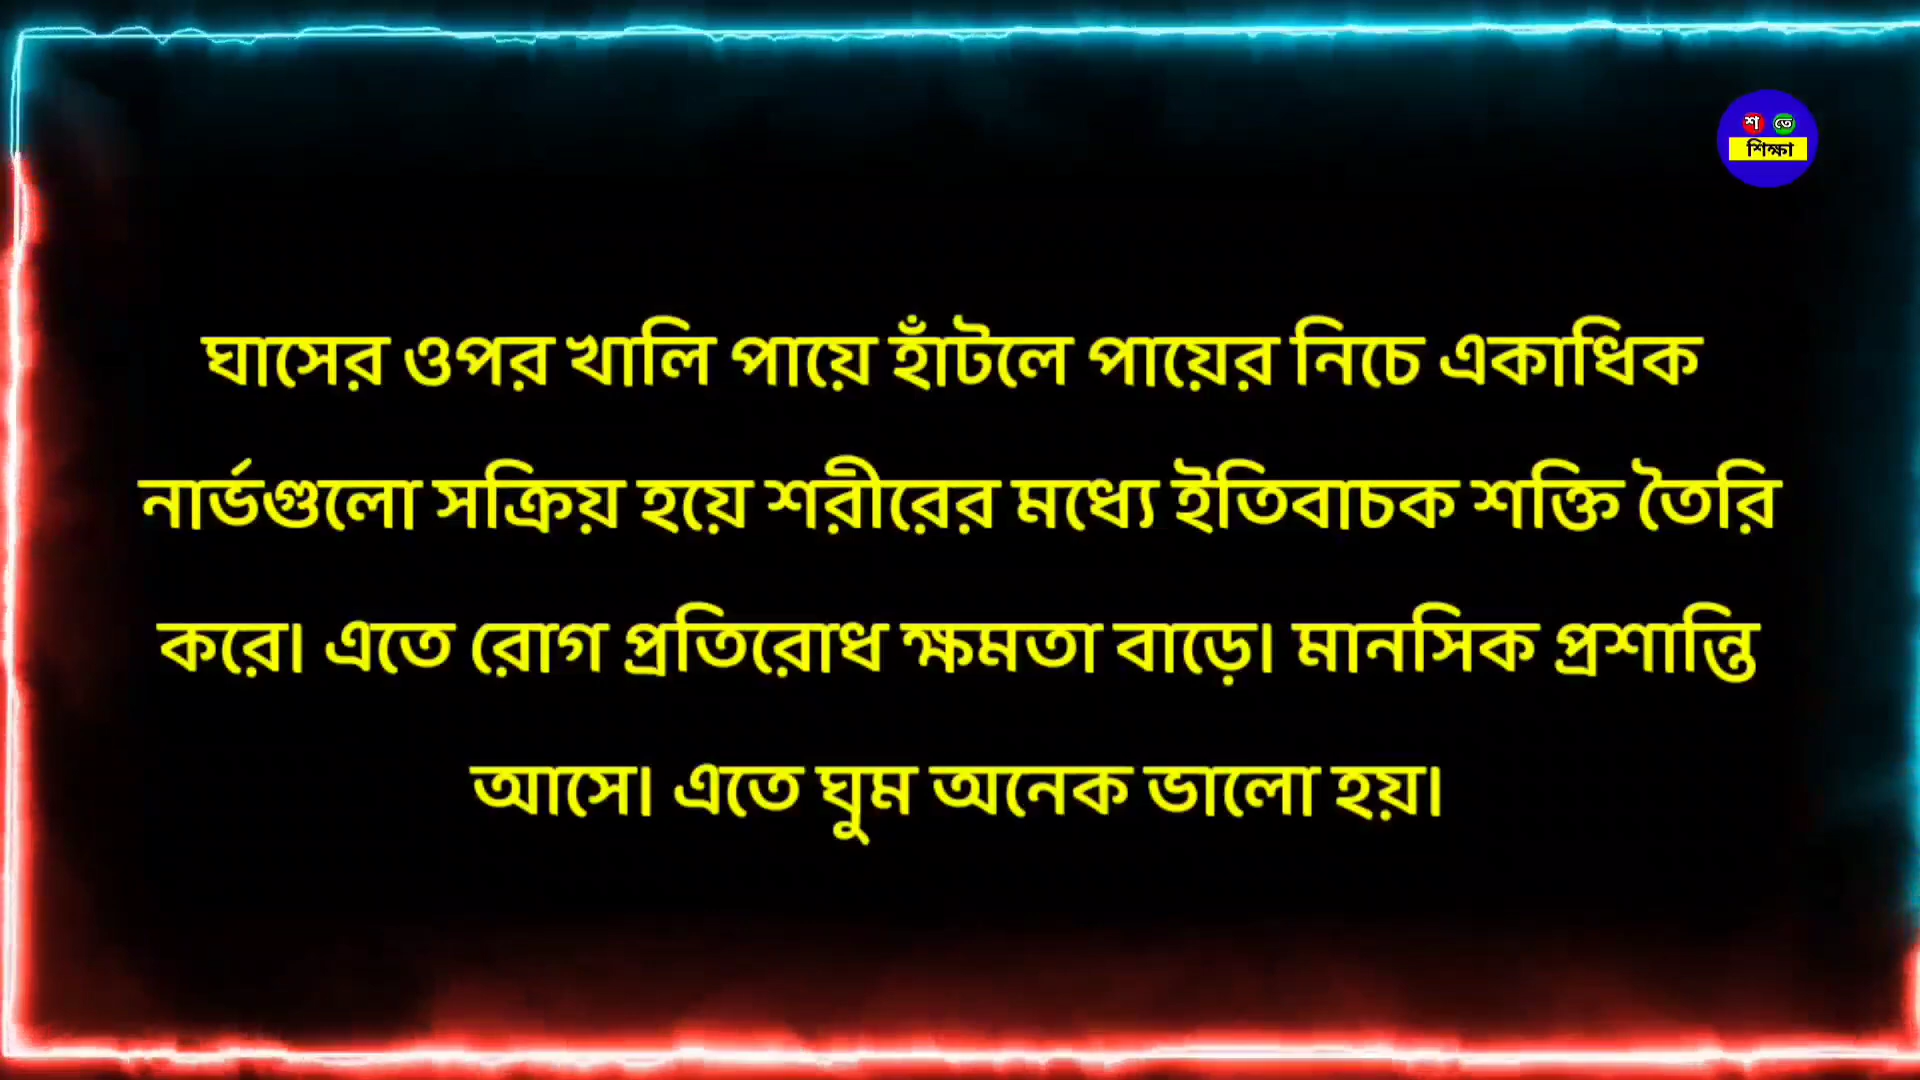 শ তে
শিক্ষা
ঘাসের ওপর খালি পায়ে হাঁটলে পায়ের নিচে একাধিক
নার্ভগুলো সক্রিয় হয়ে শরীরের মধ্যে ইতিবাচক শক্তি তৈরি
করে। এতে রোগ প্রতিরোধ ক্ষমতা বাড়ে। মানসিক প্রশান্তি
আসে। এতে ঘুম অনেক ভালো হয়।